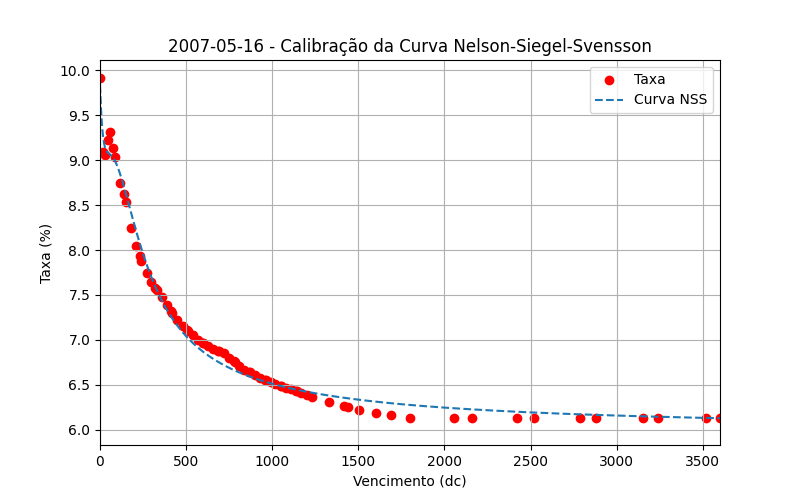 2007-05-16 - Calibração da Curva Nelson-Siegel-Svensson
Taxa
Curva NSS
Taxa (%)
10.0
9.5
9.0
8.5
8.0
7.5
7.0
6.5
6.0
0 500 1000 1500 2000 2500 3000 3500
Vencimento (dc)